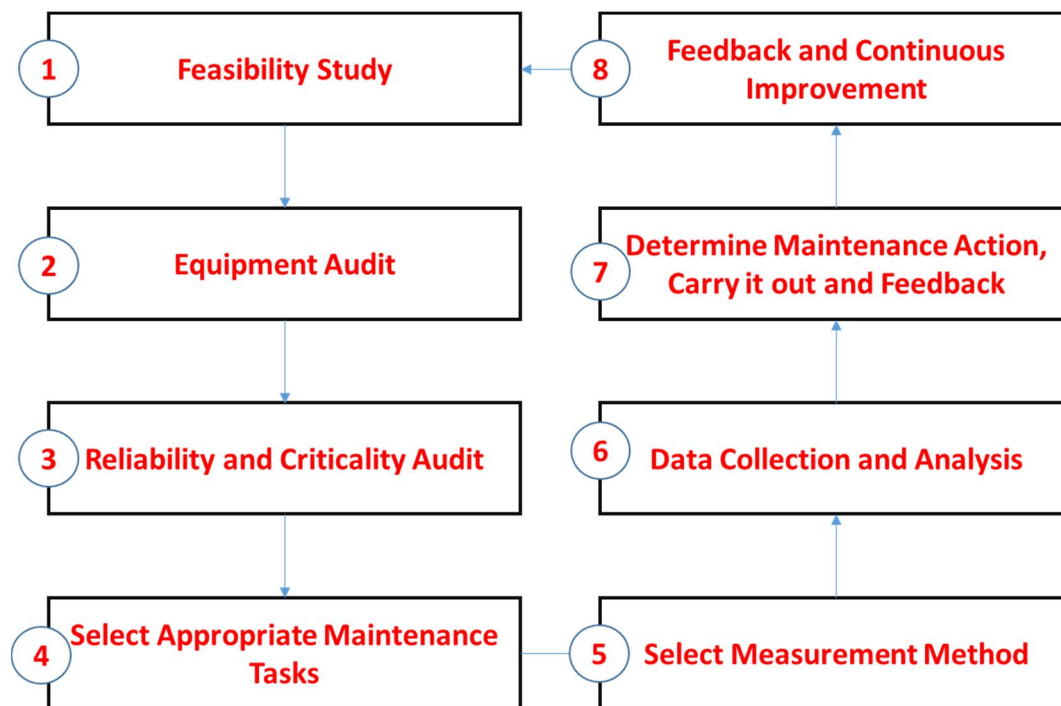 1
Feasibility Study
2
Equipment Audit
3
Reliability and Criticality Audit
4
Select Appropriate Maintenance
Tasks
5
Select Measurement Method
6
Data Collection and Analysis
7
Determine Maintenance Action,
Carry it out and Feedback
8
Feedback and Continuous
Improvement